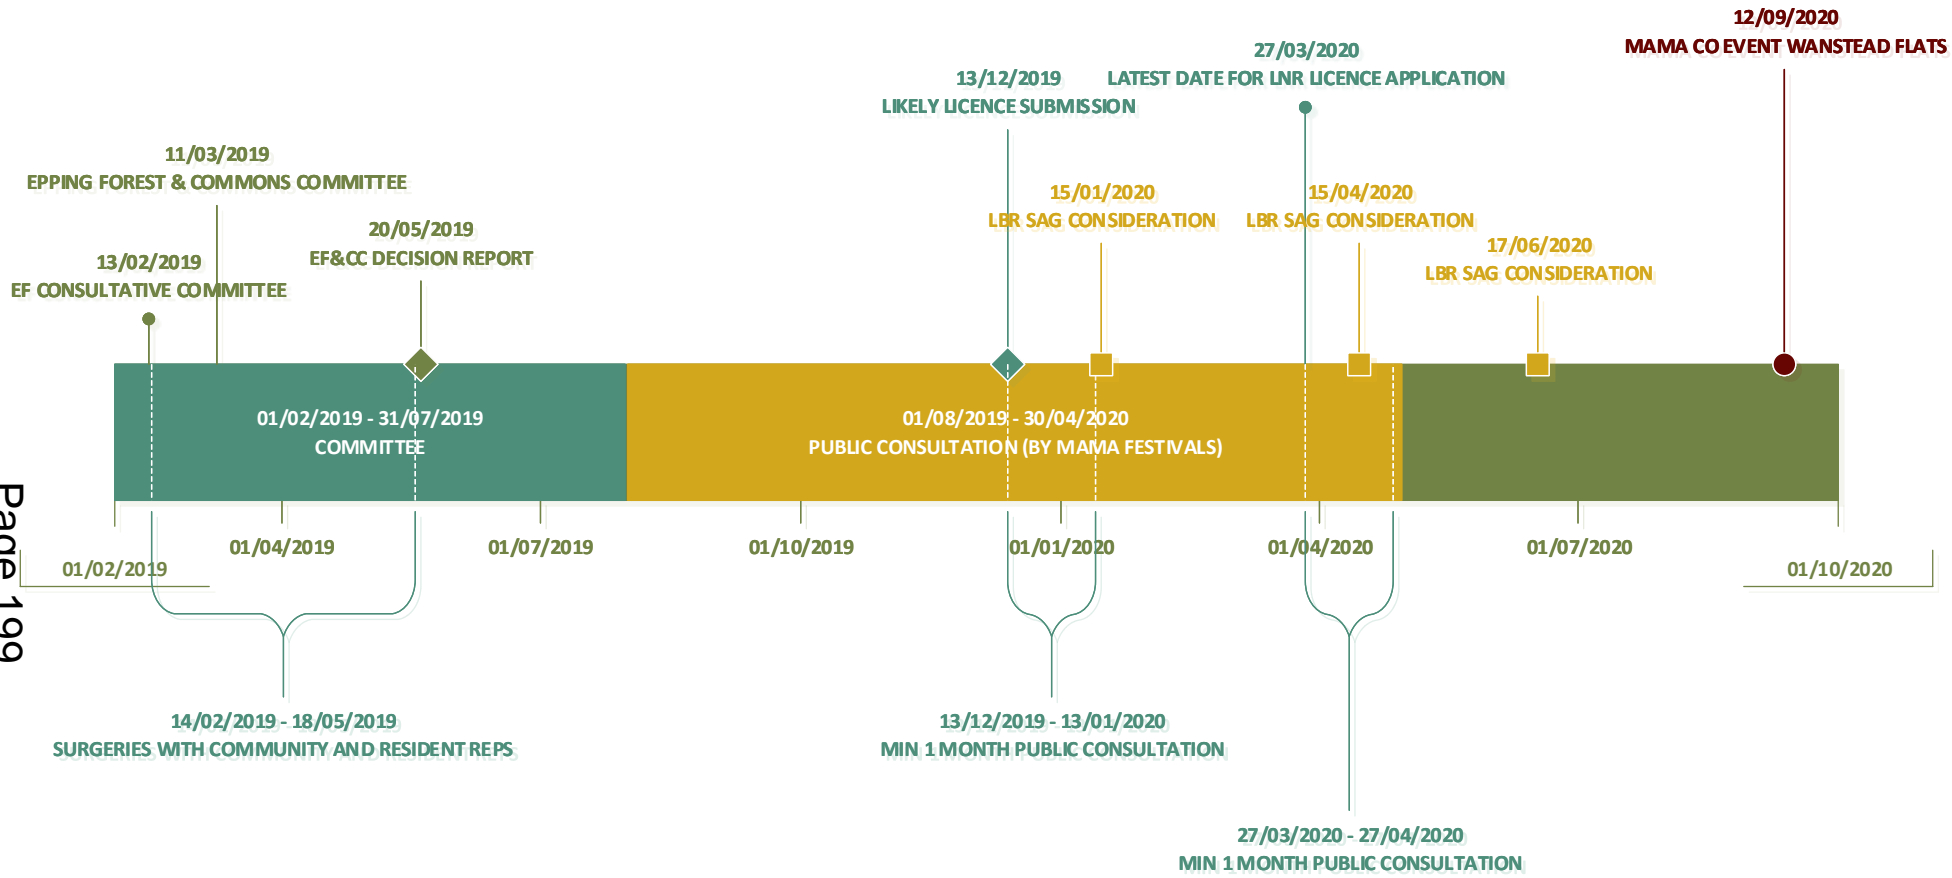 12/09/2020
MAMA CO EVENT WANSTEAD FLATS
27/03/2020
LATEST DATE FOR LNR LICENCE APPLICATION
13/12/2019
LIKELY LICENCE SUBMISSION
11/03/2019
EPPING FOREST & COMMONS COMMITTEE
15/01/2020
LBR SAG CONSIDERATION
15/04/2020
LBR SAG CONSIDERATION
20/05/2019
EF&CC DECISION REPORT
17/06/2020
LBR SAG CONSIDERATION
13/02/2019
EF CONSULTATIVE COMMITTEE
01/02/2019 - 31/07/2019
COMMITTEE
01/08/2019 - 30/04/2020
PUBLIC CONSULTATION (BY MAMA FESTIVALS)
01/02/2019
01/04/2019
01/07/2019
01/10/2019
01/01/2020
01/04/2020
01/07/2020
01/10/2020
14/02/2019 - 18/05/2019
SURGERIES WITH COMMUNITY AND RESIDENT REPS
13/12/2019 - 13/01/2020
MIN 1 MONTH PUBLIC CONSULTATION
27/03/2020 - 27/04/2020
MIN 1 MONTH PUBLIC CONSULTATION
Page 199